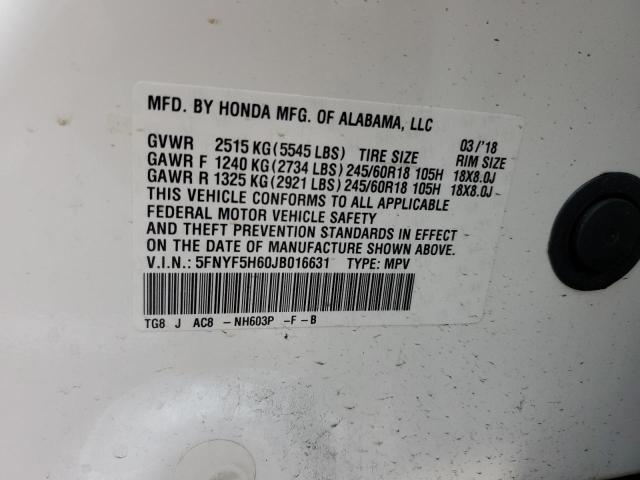 MFD. BY HONDA MFG. OF ALABAMA, LLC
03/'18
GVWR 2515 KG (5545 LBS) TIRE SIZE RIM SIZE
GAWR F 1240 KG (2734 LBS) 245/60R18 105H 18X8.0J
GAWR R 1325 KG (2921 LBS) 245/60R18 105H 18X8.0J
THIS VEHICLE CONFORMS TO ALL APPLICABLE
FEDERAL MOTOR VEHICLE SAFETY
AND THEFT PREVENTION STANDARDS IN EFFECT
ON THE DATE OF MANUFACTURE SHOWN ABOVE.
V.I.N.: 5FNYF5H60JB016631 TYPE: MPV
TG8 J AC8 - NH603P -F - B